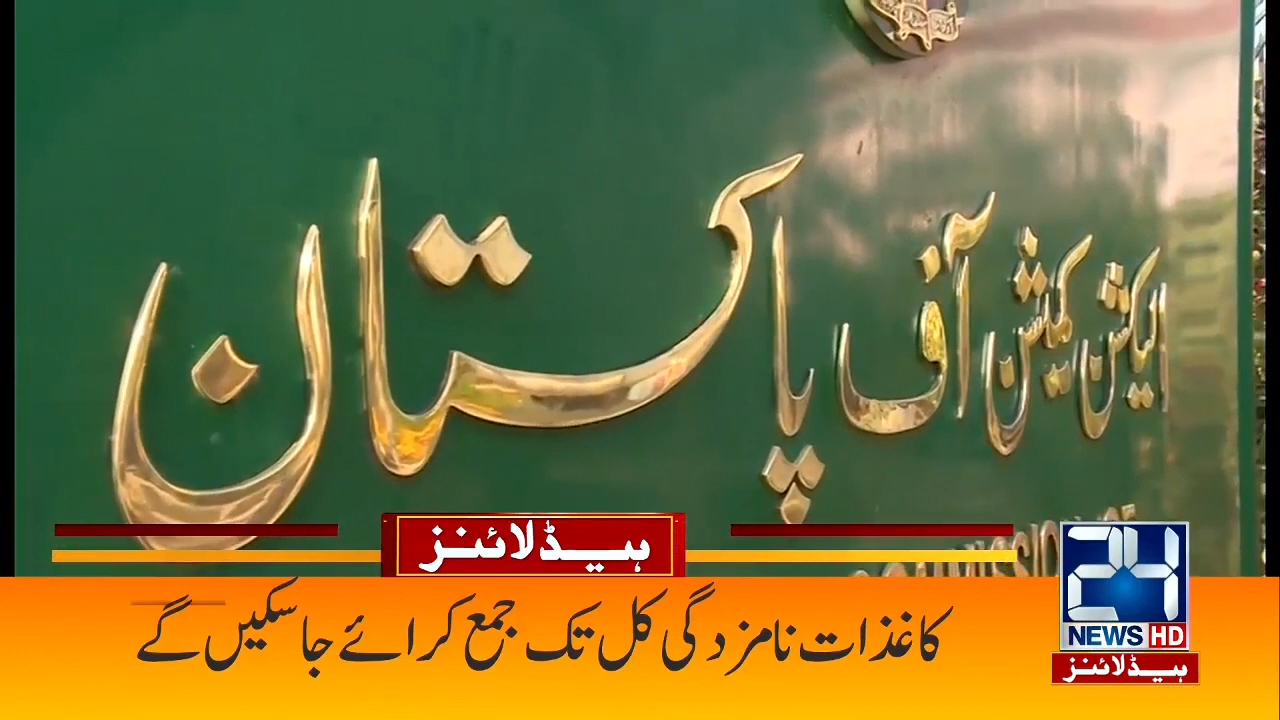 الیکشن کمیشن آف پاکستان
ہیڈلائنز
کاغذات نامزدگی کل تک جمع کرائے جاسکیں گے
24
NEWS HD
ہیڈلائنز